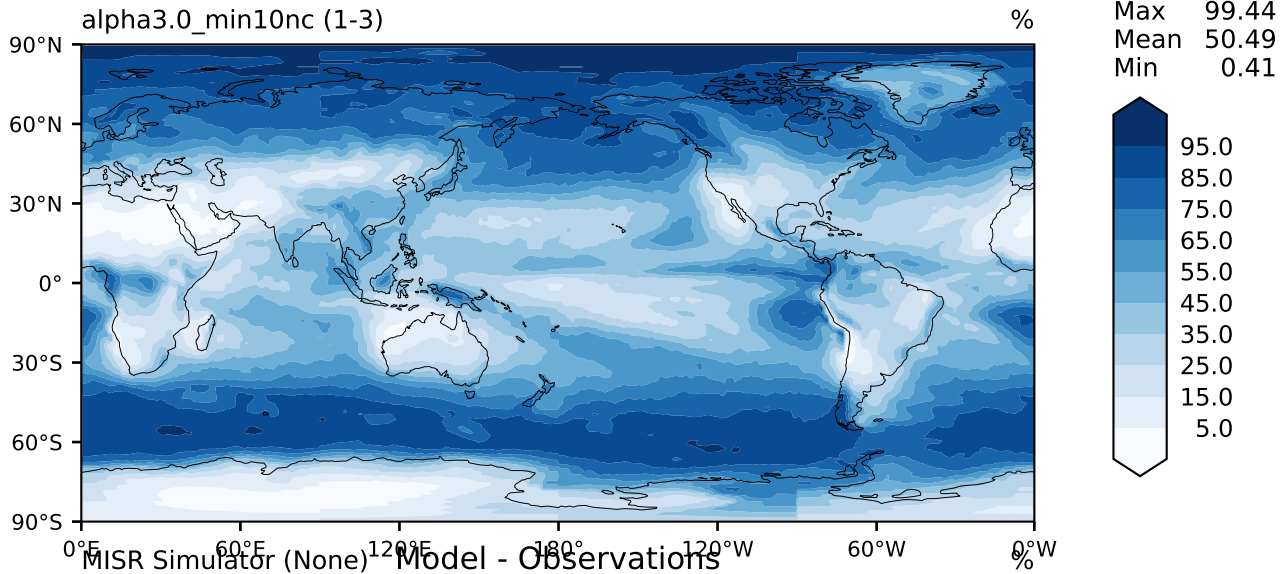 alpha3.0_min10nc (1-3) %
Max 99.44
Mean 50.49
Min 0.41
90°N
60°N
30°N
0°
30°S
60°S
90°S
95.0
85.0
75.0
65.0
55.0
45.0
35.0
25.0
15.0
5.0
0°E 60°E 120°E 180° 120°W 60°W 0°W
MISR Simulator (None) Model - Observations %